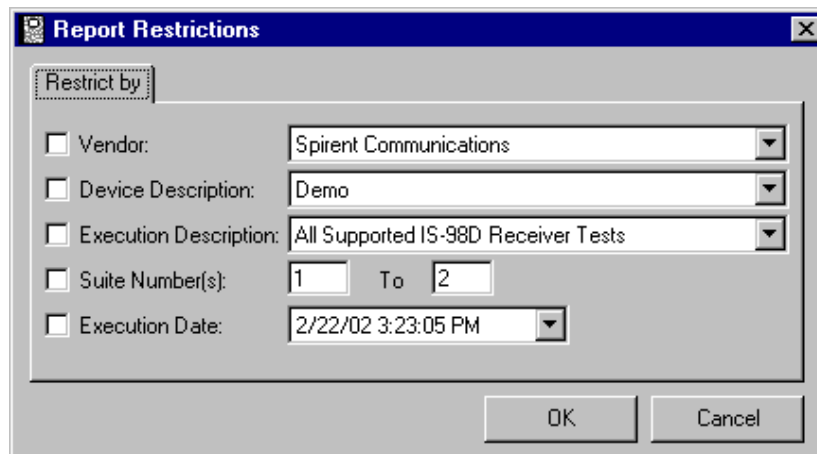 Report Restrictions
Restrict by
Vendor: Spirent Communications
Device Description: Demo
Execution Description: All Supported IS-98D Receiver Tests
Suite Number(s): 1 To 2
Execution Date: 2/22/02 3:23:05 PM
OK Cancel